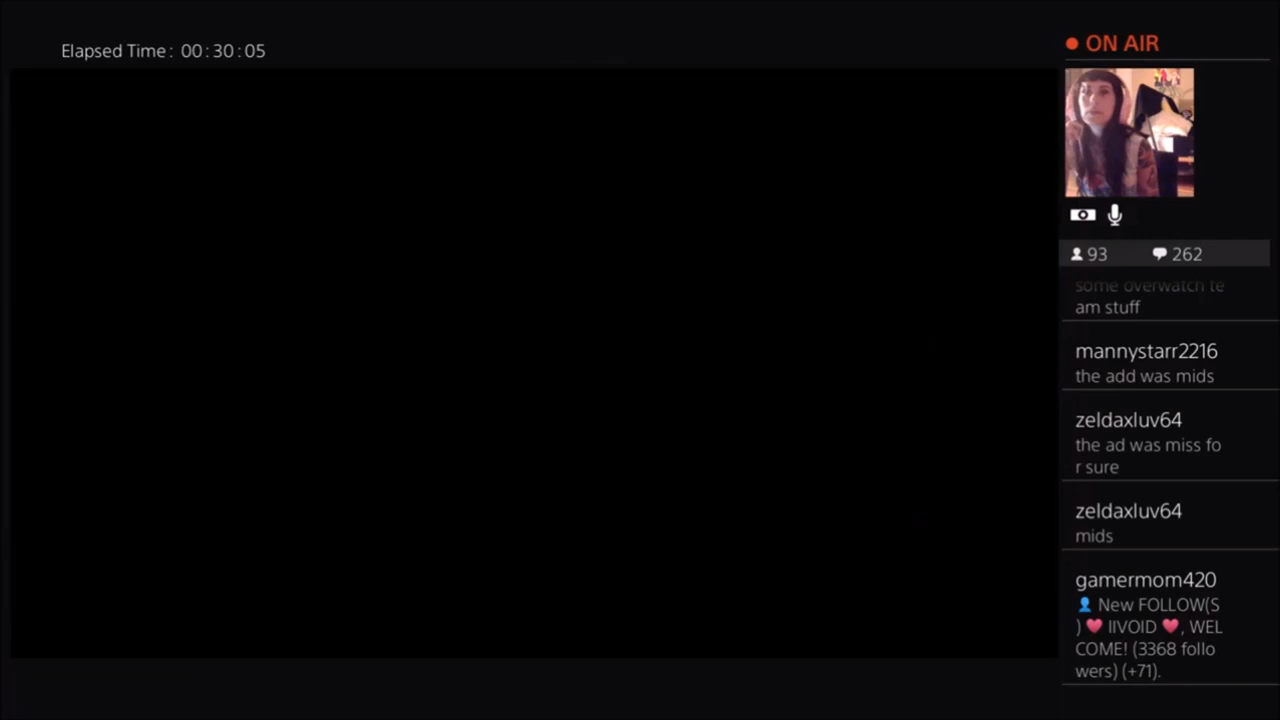 Elapsed Time: 00:30:05
ON AIR
93 262
some overwatch te
am stuff
mannystarr2216
the add was mids
zeldaxluv64
the ad was miss fo
r sure
zeldaxluv64
mids
gamermom420
👤 New FOLLOW(S
) ❤️ IIVOID ❤️, WEL
COME! (3368 follo
wers) (+71).